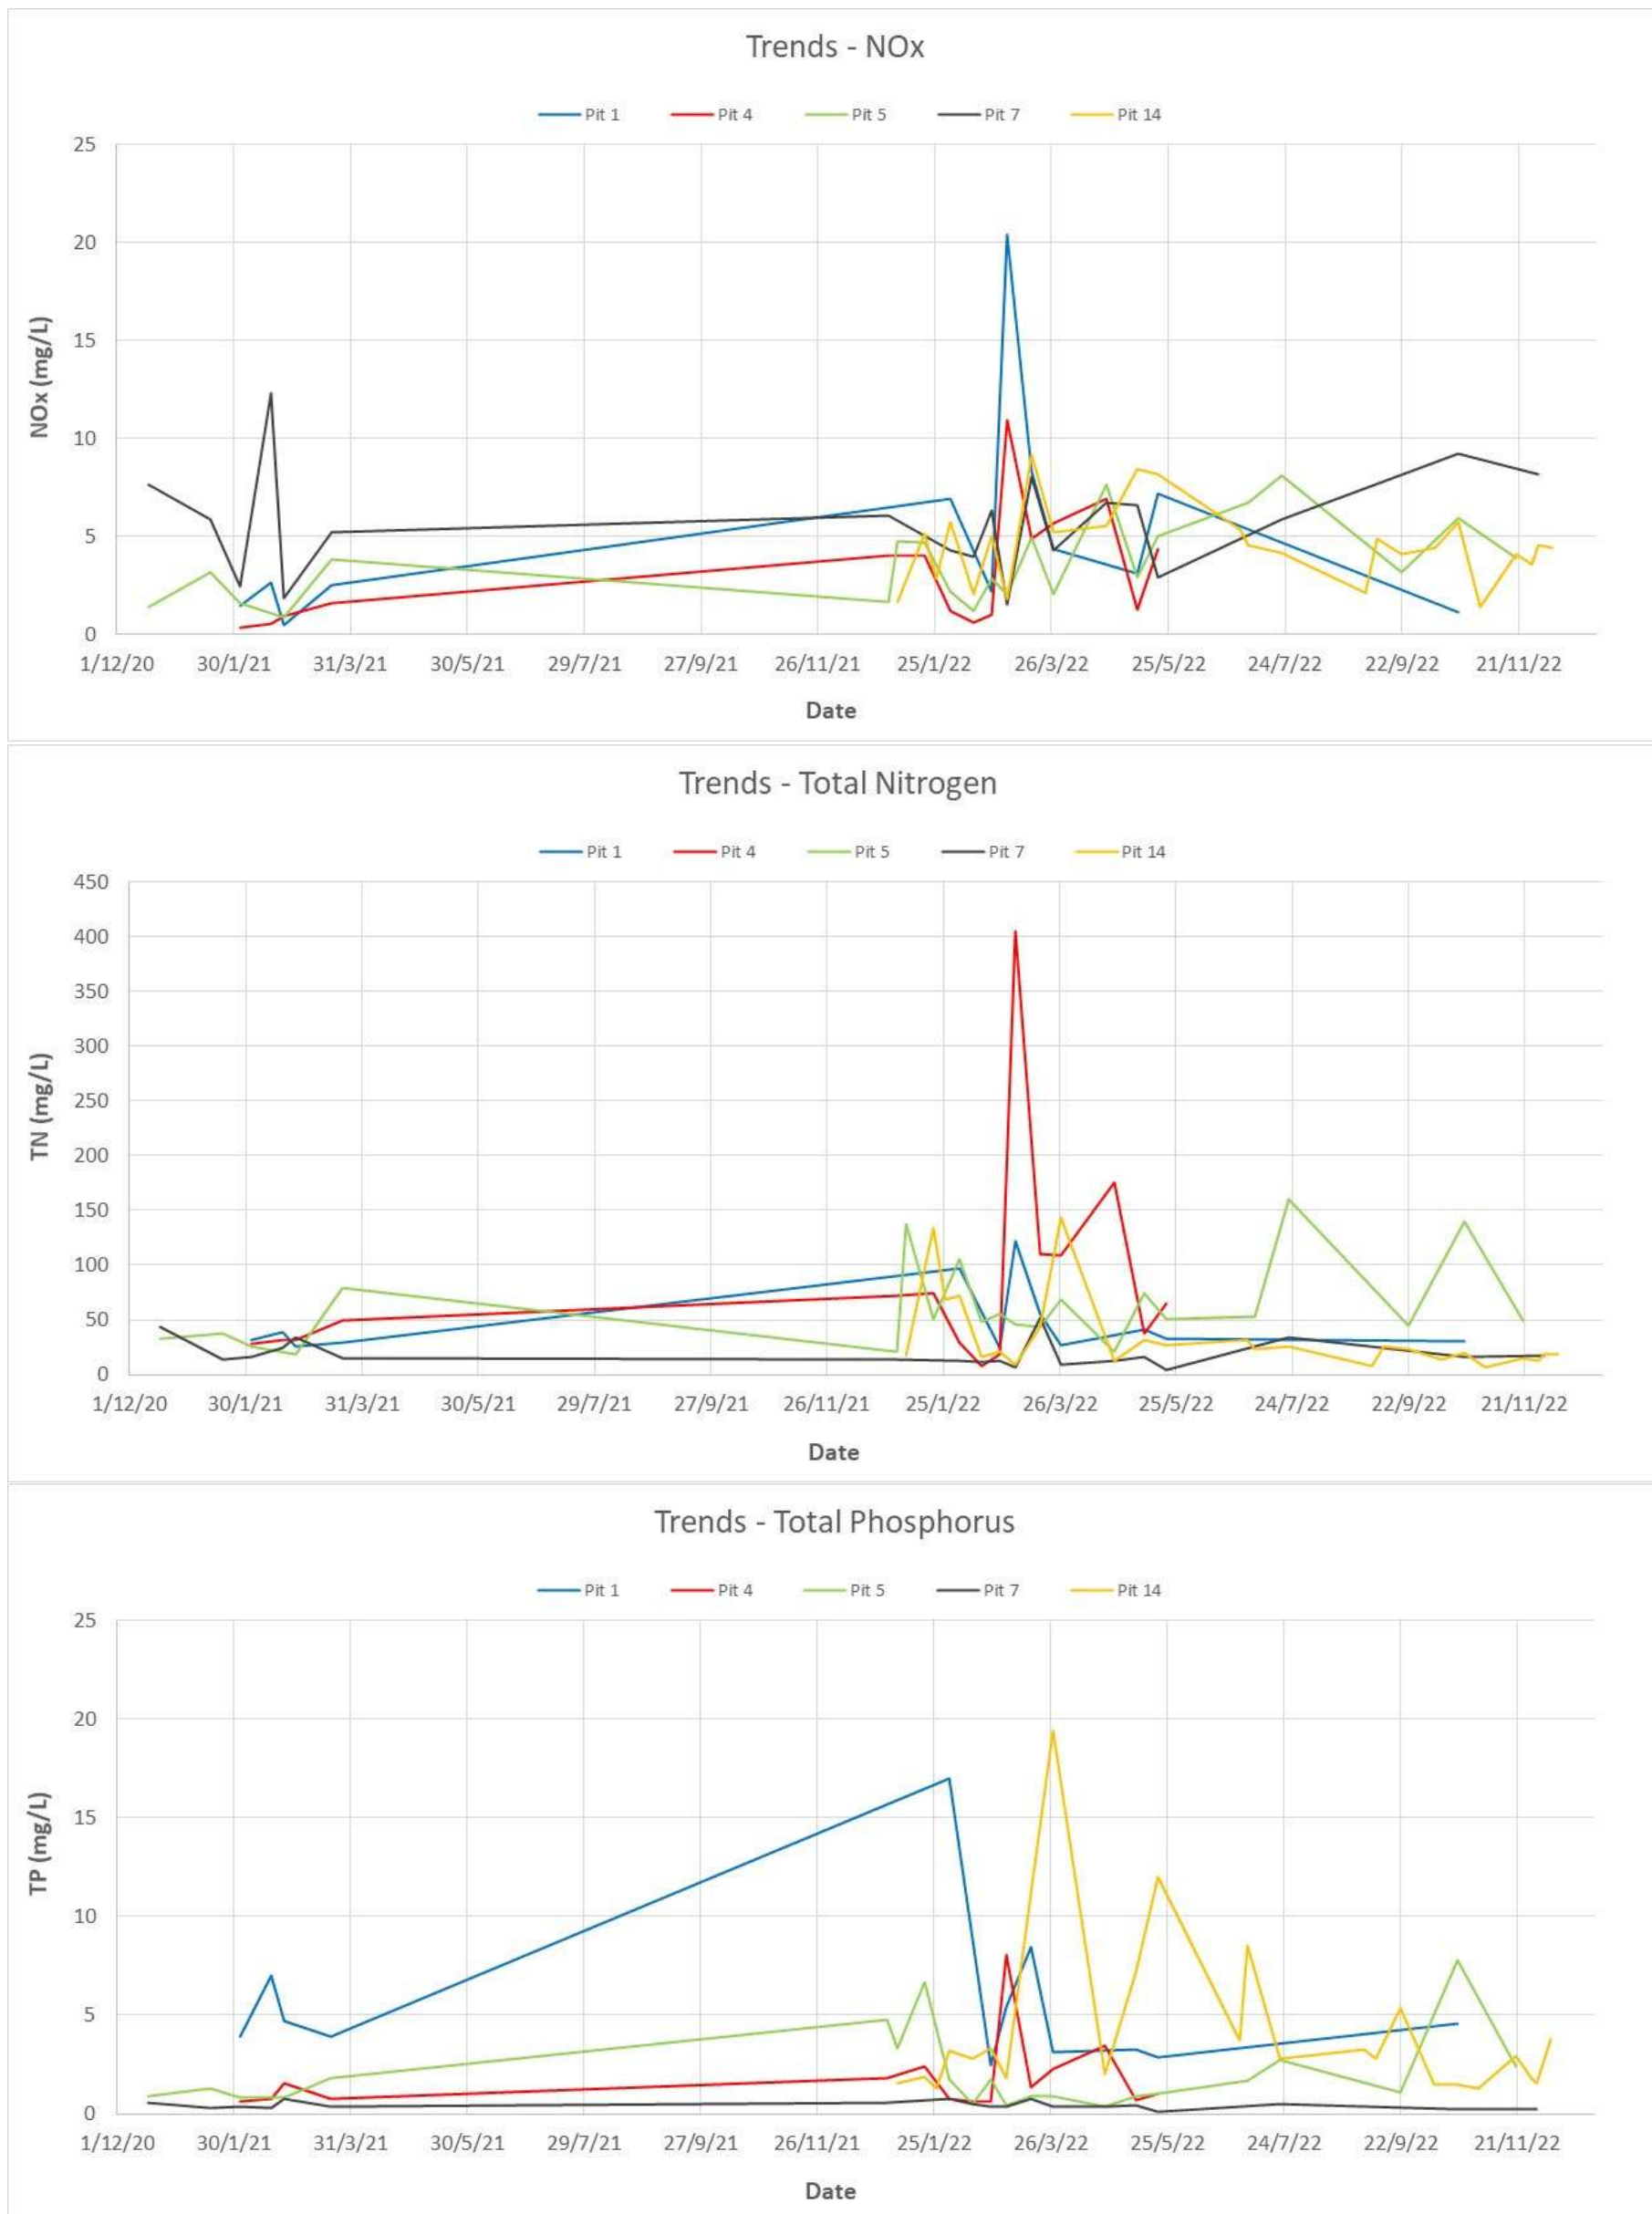 Trends - NOx
Pit 1 Pit 4 Pit 5 Pit 7 Pit 14
25
20
15
10
5
0
NOx (mg/L)
1/12/20 30/1/21 31/3/21 30/5/21 29/7/21 27/9/21 26/11/21 25/1/22 26/3/22 25/5/22 24/7/22 22/9/22 21/11/22
Date
Trends - Total Nitrogen
Pit 1 Pit 4 Pit 5 Pit 7 Pit 14
450
400
350
300
250
200
150
100
50
0
TN (mg/L)
1/12/20 30/1/21 31/3/21 30/5/21 29/7/21 27/9/21 26/11/21 25/1/22 26/3/22 25/5/22 24/7/22 22/9/22 21/11/22
Date
Trends - Total Phosphorus
Pit 1 Pit 4 Pit 5 Pit 7 Pit 14
25
20
15
10
5
0
TP (mg/L)
1/12/20 30/1/21 31/3/21 30/5/21 29/7/21 27/9/21 26/11/21 25/1/22 26/3/22 25/5/22 24/7/22 22/9/22 21/11/22
Date